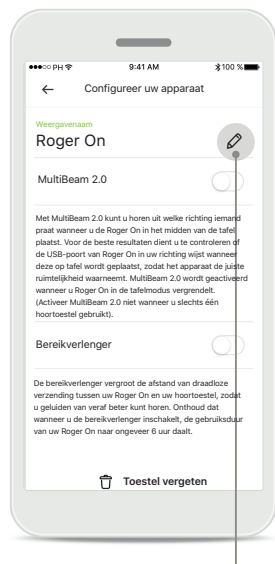 ●●●○○ PH 9:41 AM 100 %
← Configureer uw apparaat
Weergavenaam
Roger On
MultiBeam 2.0
Met MultiBeam 2.0 kunt u horen uit welke richting iemand
praat wanneer u de Roger On in het midden van de tafel
plaatst. Voor de beste resultaten dient u te controleren of
de USB-poort van Roger On in uw richting wijst wanneer
deze op tafel wordt geplaatst, zodat het apparaat de juiste
ruimtelijkheid waarneemt. MultiBeam 2.0 wordt geactiveerd
wanneer u Roger On in de tafelmodus vergrendelt.
(Activeer MultiBeam 2.0 niet wanneer u slechts één
hoortoestel gebruikt).
Bereikverlenger
De bereikverlenger vergroot de afstand van draadloze
verzending tussen uw Roger On en uw hoortoestel, zodat
u geluiden van veraf beter kunt horen. Onthoud dat
wanneer u de bereikverlenger inschakelt, de gebruiksduur
van uw Roger On naar ongeveer 6 uur daalt.
Toestel vergeten